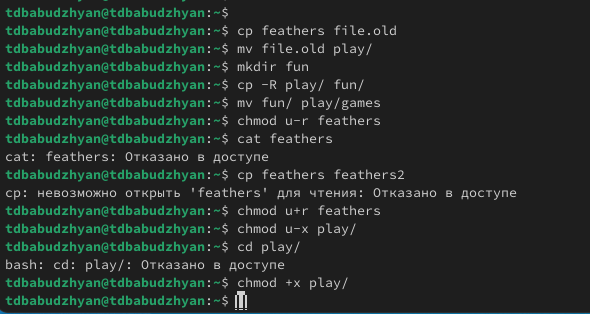 tdbabudzhyan@tdbabudzhyan:~$
tdbabudzhyan@tdbabudzhyan:~$ cp feathers file.old
tdbabudzhyan@tdbabudzhyan:~$ mv file.old play/
tdbabudzhyan@tdbabudzhyan:~$ mkdir fun
tdbabudzhyan@tdbabudzhyan:~$ cp -R play/ fun/
tdbabudzhyan@tdbabudzhyan:~$ mv fun/ play/games
tdbabudzhyan@tdbabudzhyan:~$ chmod u-r feathers
tdbabudzhyan@tdbabudzhyan:~$ cat feathers
cat: feathers: Отказано в доступе
tdbabudzhyan@tdbabudzhyan:~$ cp feathers feathers2
cp: невозможно открыть 'feathers' для чтения: Отказано в доступе
tdbabudzhyan@tdbabudzhyan:~$ chmod u+r feathers
tdbabudzhyan@tdbabudzhyan:~$ chmod u-x play/
tdbabudzhyan@tdbabudzhyan:~$ cd play/
bash: cd: play/: Отказано в доступе
tdbabudzhyan@tdbabudzhyan:~$ chmod +x play/
tdbabudzhyan@tdbabudzhyan:~$